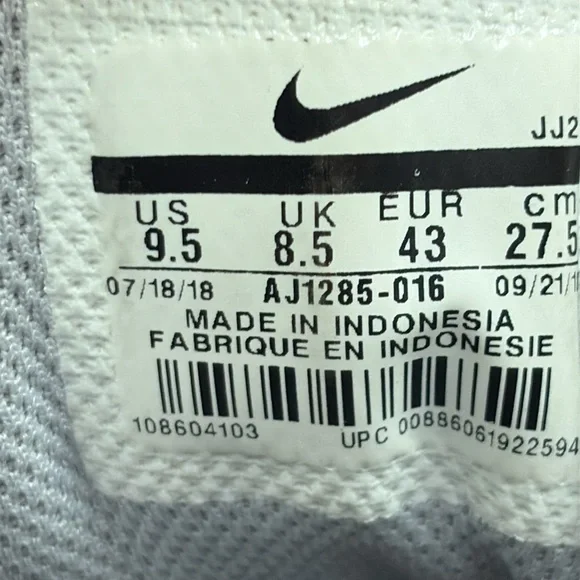 JJ2
US UK EUR cm
9.5 8.5 43 27.5
07/18/18 AJ1285-016 09/21/1
MADE IN INDONESIA
FABRIQUE EN INDONESIE
108604103 UPC 00886061922594